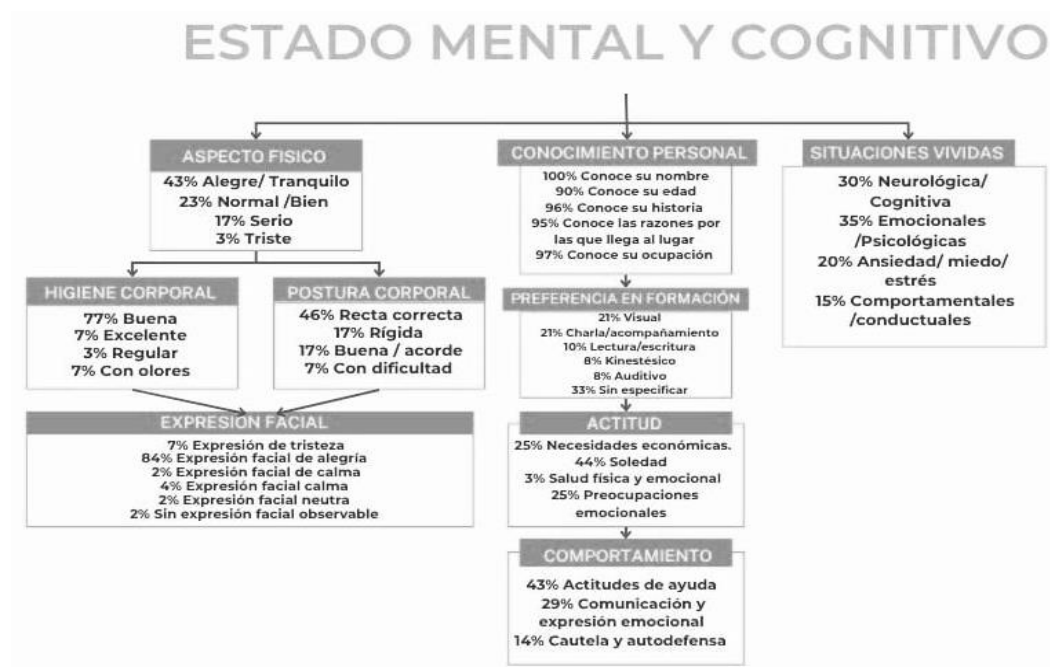 ESTADO MENTAL Y COGNITIVO
ASPECTO FISICO
43% Alegre/ Tranquilo
23% Normal /Bien
17% Serio
3% Triste
HIGIENE CORPORAL
77% Buena
7% Excelente
3% Regular
7% Con olores
POSTURA CORPORAL
46% Recta correcta
17% Rígida
17% Buena / acorde
7% Con dificultad
EXPRESIÓN FACIAL
7% Expresión de tristeza
84% Expresión facial de alegría
2% Expresión facial de calma
4% Expresión facial calma
2% Expresión facial neutra
2% Sin expresión facial observable
CONOCIMIENTO PERSONAL
100% Conoce su nombre
90% Conoce su edad
96% Conoce su historia
95% Conoce las razones por
las que llega al lugar
97% Conoce su ocupación
PREFERENCIA EN FORMACIÓN
21% Visual
21% Charla/acompañamiento
10% Lectura/escritura
8% Kinestésico
8% Auditivo
33% Sin especificar
ACTITUD
25% Necesidades económicas.
44% Soledad
3% Salud física y emocional
25% Preocupaciones
emocionales
COMPORTAMIENTO
43% Actitudes de ayuda
29% Comunicación y
expresión emocional
14% Cautela y autodefensa
SITUACIONES VIVIDAS
30% Neurológica/
Cognitiva
35% Emocionales
/Psicológicas
20% Ansiedad/ miedo/
estrés
15% Comportamentales
/conductuales